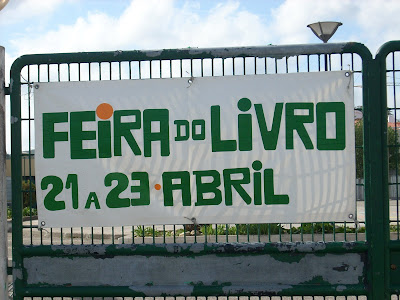 FEiRA DO LiVRO
21 A 23 • ABRiL